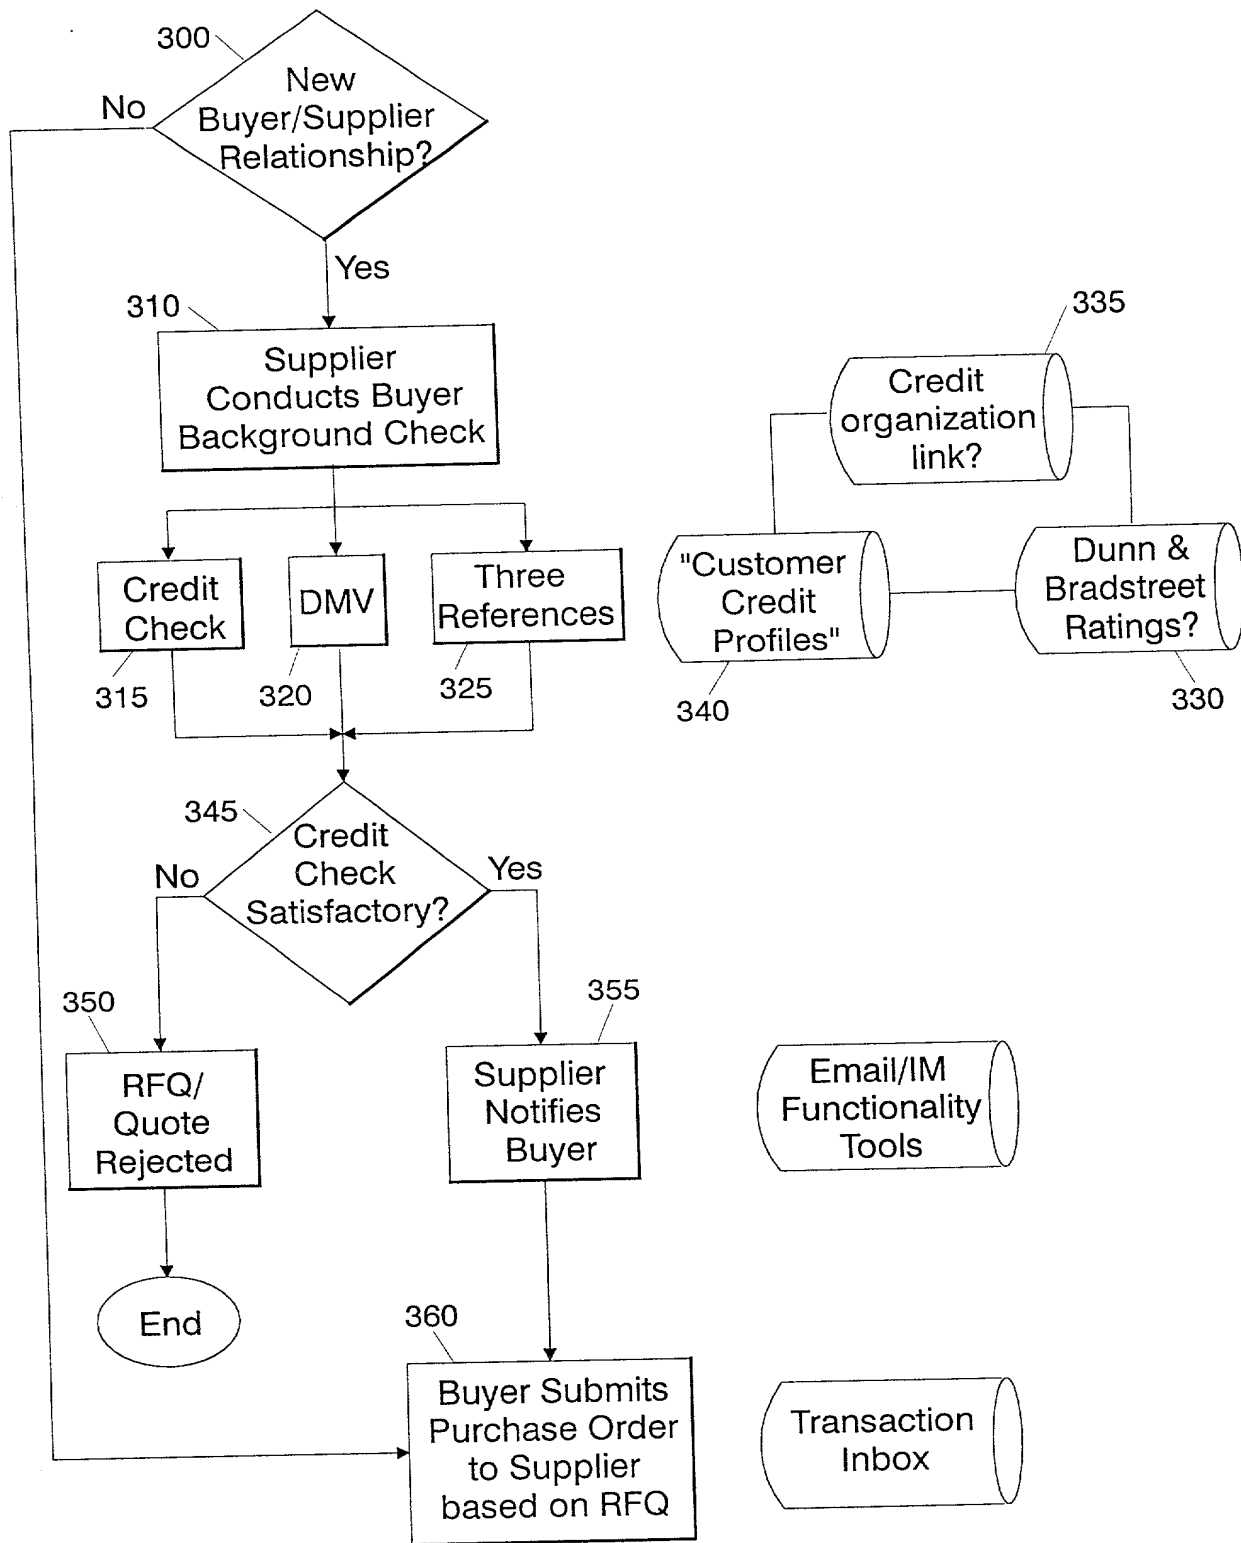 300
New
Buyer/Supplier
Relationship?
No
Yes
310
Supplier
Conducts Buyer
Background Check
335
Credit
organization
link?
Credit
Check
315
DMV
320
Three
References
325
"Customer
Credit
Profiles"
340
Dunn &
Bradstreet
Ratings?
330
345
Credit
Check
Satisfactory?
No
Yes
350
RFQ/
Quote
Rejected
355
Supplier
Notifies
Buyer
Email/IM
Functionality
Tools
End
360
Buyer Submits
Purchase Order
to Supplier
based on RFQ
Transaction
Inbox